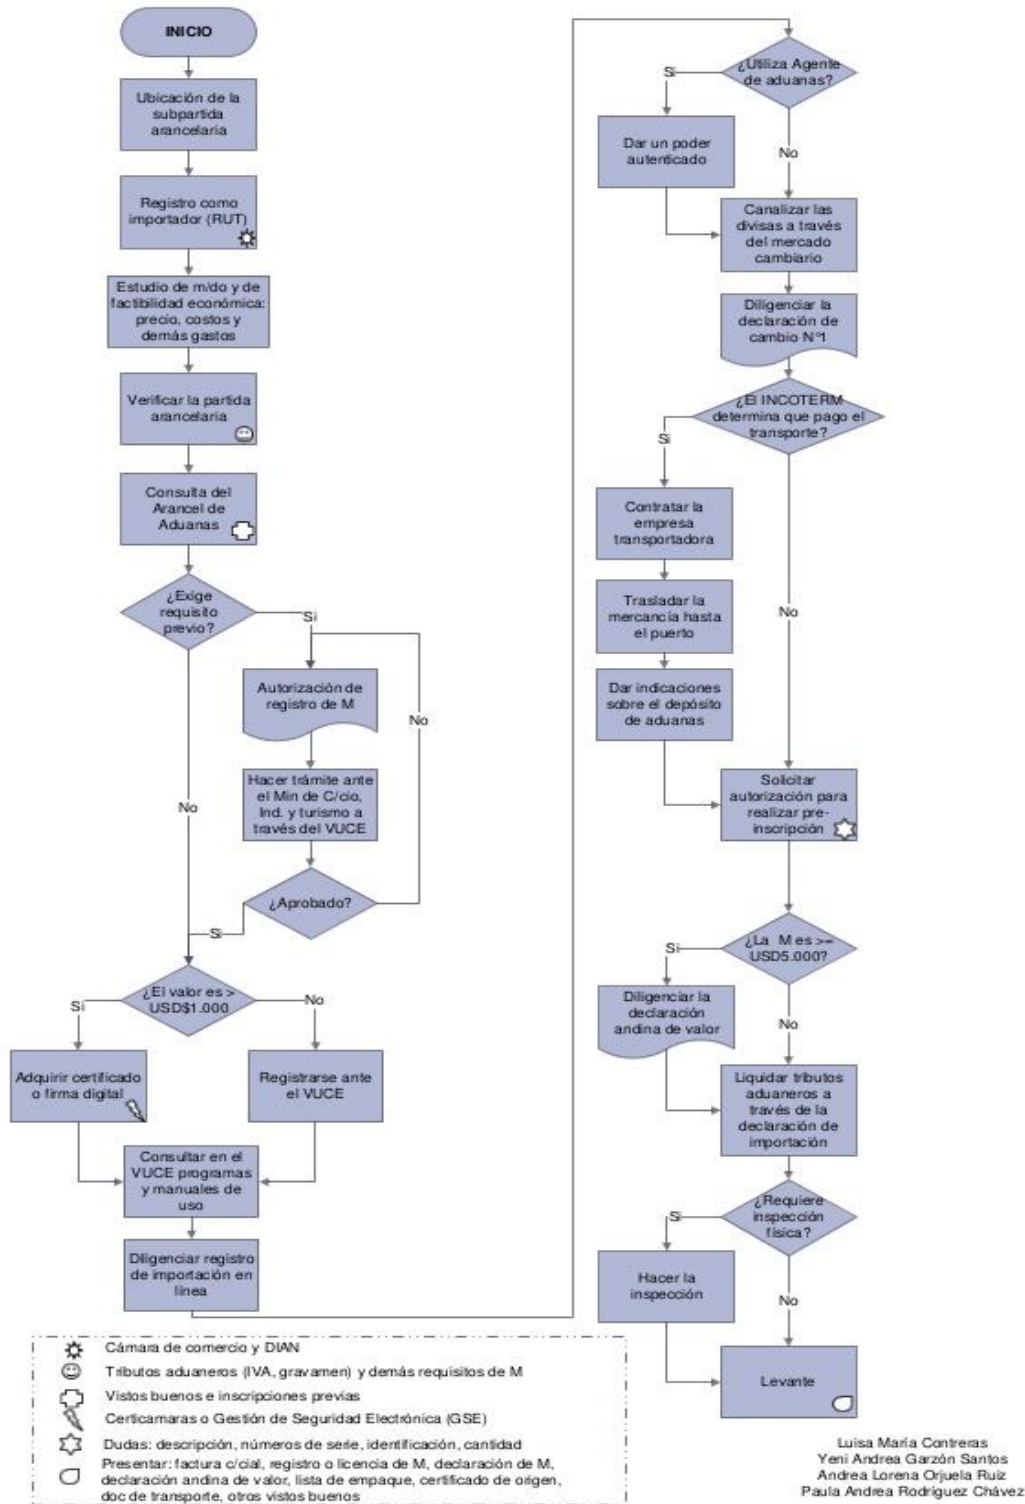 INICIO
Ubicación de la
subpartida
arancelaria
Registro como
importador (RUT)
Estudio de m/do y de
factibilidad económica:
precio, costos y
demás gastos
Verificar la partida
arancelaria
Consulta del
Arancel de
Aduanas
¿Exige
requisito
previo?
Si
Autorización de
registro de M
No
Hacer trámite ante
el Min de C/cio,
Ind. y turismo a
través del VUCE
No
¿Aprobado?
Si
¿El valor es >
USD$1.000
Si
No
Adquirir certificado
o firma digital
Registrarse ante
el VUCE
Consultar en el
VUCE programas
y manuales de
uso
Diligenciar registro
de importación en
línea
¿Utiliza Agente
de aduanas?
Si
Dar un poder
autenticado
No
Canalizar las
divisas a través
del mercado
cambiario
Diligenciar la
declaración de
cambio N°1
¿El INCOTERM
determina que pago el
transporte?
Si
Contratar la
empresa
transportadora
Trasladar la
mercancía hasta
el puerto
No
Dar indicaciones
sobre el depósito
de aduanas
Solicitar
autorización para
realizar pre-
inscripción
¿La M es >=
USD5.000?
Si
Diligenciar la
declaración
andina de valor
No
Liquidar tributos
aduaneros a
través de la
declaración de
importación
¿Requiere
inspección
física?
Si
Hacer la
inspección
No
Levante
Cámara de comercio y DIAN
Tributos aduaneros (IVA, gravamen) y demás requisitos de M
Vistos buenos e inscripciones previas
Certicamaras o Gestión de Seguridad Electrónica (GSE)
Dudas: descripción, números de serie, identificación, cantidad
Presentar: factura c/cial, registro o licencia de M, declaración de M,
declaración andina de valor, lista de empaque, certificado de origen,
doc de transporte, otros vistos buenos
Luisa María Contreras
Yeni Andrea Garzón Santos
Andrea Lorena Orjuela Ruiz
Paula Andrea Rodríguez Chávez